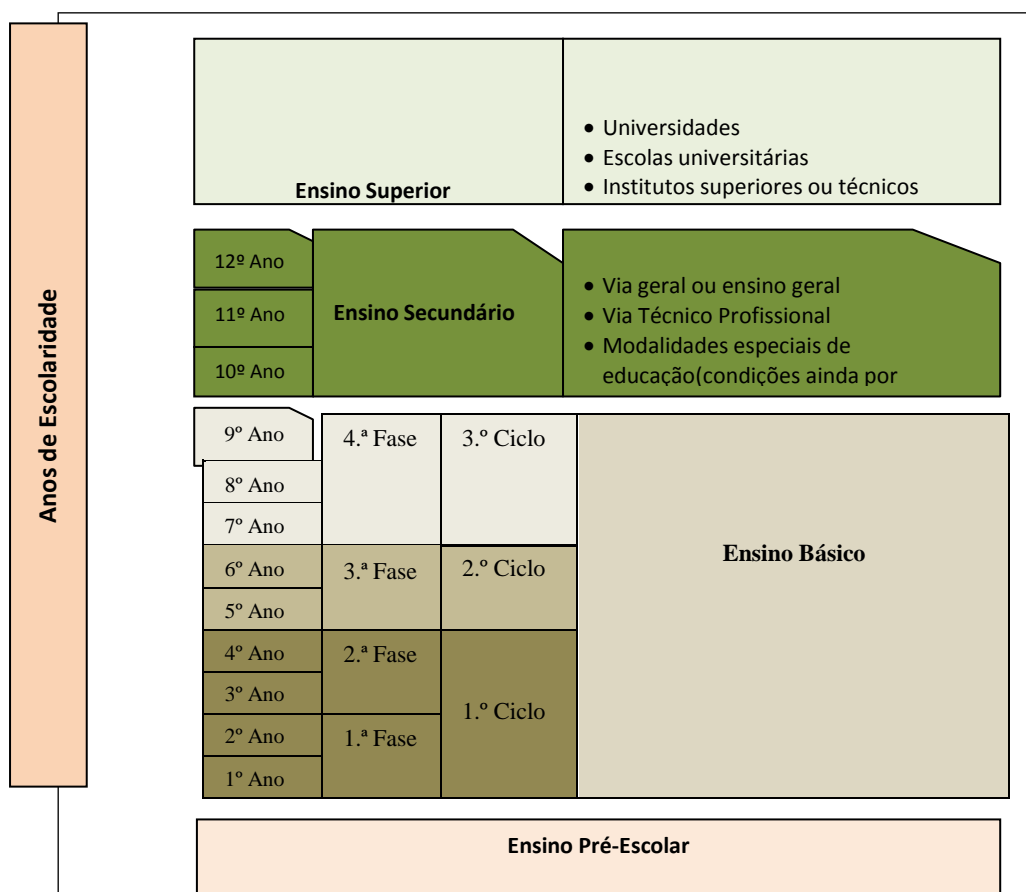 Anos de Escolaridade
Ensino Superior
• Universidades
• Escolas universitárias
• Institutos superiores ou técnicos
12º Ano
11º Ano
10º Ano
Ensino Secundário
• Via geral ou ensino geral
• Via Técnico Profissional
• Modalidades especiais de
educação(condições ainda por
9º Ano
4.ª Fase
3.º Ciclo
8º Ano
7º Ano
Ensino Básico
6º Ano
3.ª Fase
2.º Ciclo
5º Ano
4º Ano
2.ª Fase
3º Ano
1.º Ciclo
2º Ano
1.ª Fase
1º Ano
Ensino Pré-Escolar